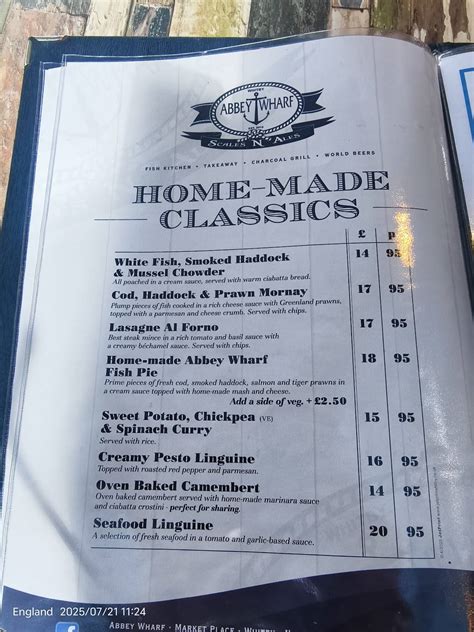 WHITBY
ABBEY WHARF
SCALES 'N' ALES
FISH KITCHEN • TAKEAWAY • CHARCOAL GRILL • WORLD BEERS
HOME-MADE
CLASSICS
£ p
White Fish, Smoked Haddock 14 95
& Mussel Chowder
All poached in a cream sauce, served with warm ciabatta bread.
Cod, Haddock & Prawn Mornay 17 95
Plump pieces of fish cooked in a rich cheese sauce with Greenland prawns,
topped with a parmesan and cheese crumb. Served with chips.
Lasagne Al Forno 17 95
Best steak mince in a rich tomato and basil sauce with
a creamy béchamel sauce. Served with chips.
Home-made Abbey Wharf 18 95
Fish Pie
Prime pieces of fresh cod, smoked haddock, salmon and tiger prawns in
a cream sauce topped with home-made mash and cheese.
Add a side of veg. + £2.50
Sweet Potato, Chickpea (VE) 15 95
& Spinach Curry
Served with rice.
Creamy Pesto Linguine 16 95
Topped with roasted red pepper and parmesan.
Oven Baked Camembert 14 95
Oven baked camembert served with home-made marinara sauce
and ciabatta crostini - perfect for sharing.
Seafood Linguine 20 95
A selection of fresh seafood in a tomato and garlic-based sauce.
England 2025/07/21 11:24
ABBEY WHARF · MARKET PLACE ·